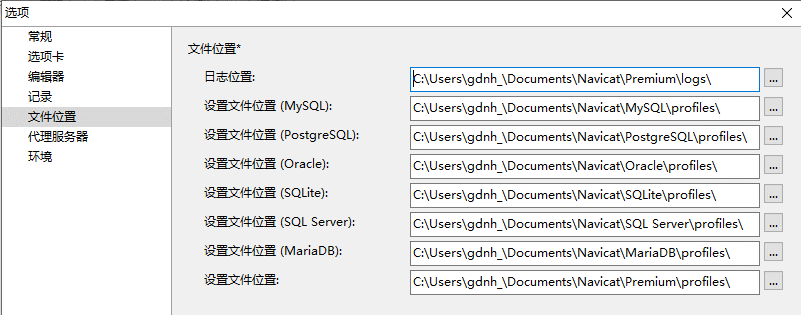 选项
常规
选项卡
编辑器
记录
文件位置
代理服务器
环境
文件位置*
日志位置: C:\Users\gdnh_\Documents\Navicat\Premium\logs\ ...
设置文件位置 (MySQL): C:\Users\gdnh_\Documents\Navicat\MySQL\profiles\ ...
设置文件位置 (PostgreSQL): C:\Users\gdnh_\Documents\Navicat\PostgreSQL\profiles\ ...
设置文件位置 (Oracle): C:\Users\gdnh_\Documents\Navicat\Oracle\profiles\ ...
设置文件位置 (SQLite): C:\Users\gdnh_\Documents\Navicat\SQLite\profiles\ ...
设置文件位置 (SQL Server): C:\Users\gdnh_\Documents\Navicat\SQL Server\profiles\ ...
设置文件位置 (MariaDB): C:\Users\gdnh_\Documents\Navicat\MariaDB\profiles\ ...
设置文件位置: C:\Users\gdnh_\Documents\Navicat\Premium\profiles\ ...